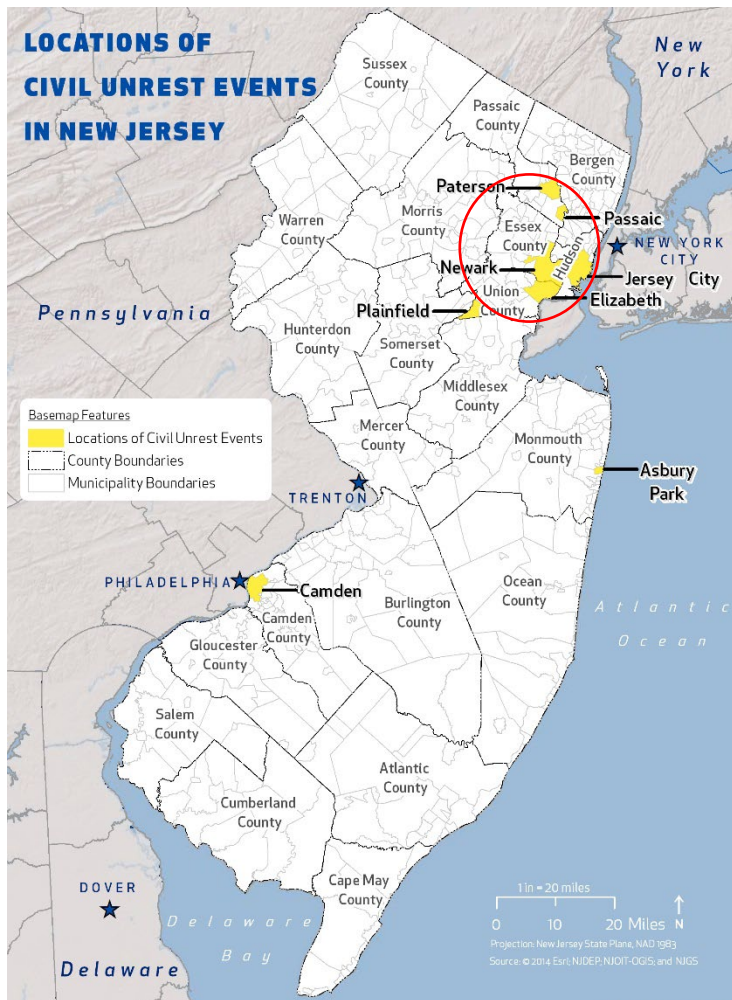 LOCATIONS OF
CIVIL UNREST EVENTS
IN NEW JERSEY
New
York
Sussex
County
Passaic
County
Bergen
County
Paterson
Morris
County
Essex
County
Passaic
Warren
County
NEW YORK
CITY
Hudson
Newark
Jersey City
Union
County
Elizabeth
Plainfield
Pennsylvania
Hunterdon
County
Somerset
County
Middlesex
County
Basemap Features
Locations of Civil Unrest Events
County Boundaries
Municipality Boundaries
Mercer
County
Monmouth
County
Asbury
Park
TRENTON
PHILADELPHIA
Camden
Camden
County
Burlington
County
Ocean
County
Atlantic
Ocean
Gloucester
County
Salem
County
Atlantic
County
Cumberland
County
Cape May
County
DOVER
Delaware
Bay
Delaware
1 in = 20 miles
0 10 20 Miles
N
Projection: New Jersey State Plane, NAD 1983
Source: © 2014 Esri; NJDEP; NJOIT-OGIS; and NJGS